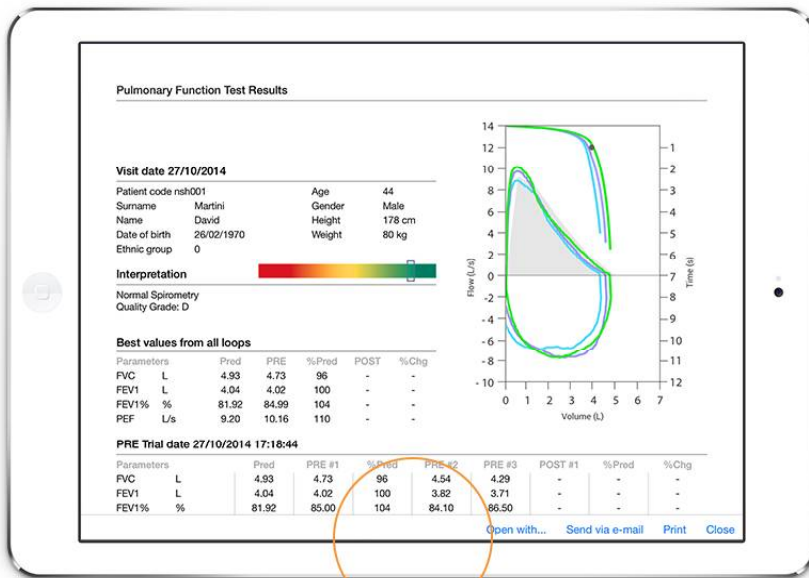 Pulmonary Function Test Results
Visit date 27/10/2014
Patient code nsh001 Age 44
Surname Martini Gender Male
Name David Height 178 cm
Date of birth 26/02/1970 Weight 80 kg
Ethnic group 0
Interpretation
Normal Spirometry
Quality Grade: D
Best values from all loops
Parameters Pred PRE %Pred POST %Chg
FVC L 4.93 4.73 96 - -
FEV1 L 4.04 4.02 100 - -
FEV1% % 81.92 84.99 104 - -
PEF L/s 9.20 10.16 110 - -
14
12
10
8
6
4
2
0
-2
-4
-6
-8
-10
Flow (L/s)
1
2
3
4
5
6
7
8
9
10
11
12
Time (s)
0 1 2 3 4 5 6 7
Volume (L)
PRE Trial date 27/10/2014 17:18:44
Parameters Pred PRE #1 %Pred PRE #2 PRE #3 POST #1 %Pred %Chg
FVC L 4.93 4.73 96 4.54 4.29 - - -
FEV1 L 4.04 4.02 100 3.82 3.71 - - -
FEV1% % 81.92 85.00 104 84.10 86.50 - - -
Open with... Send via e-mail Print Close